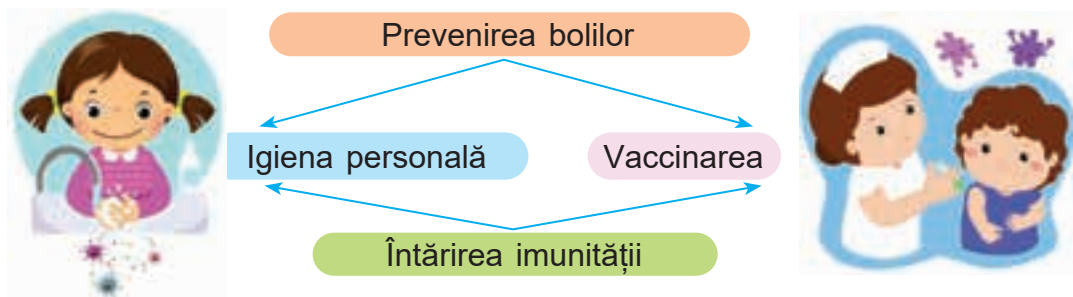 Prevenirea bolilor
Igiena personală
Vaccinarea
Întărirea imunității